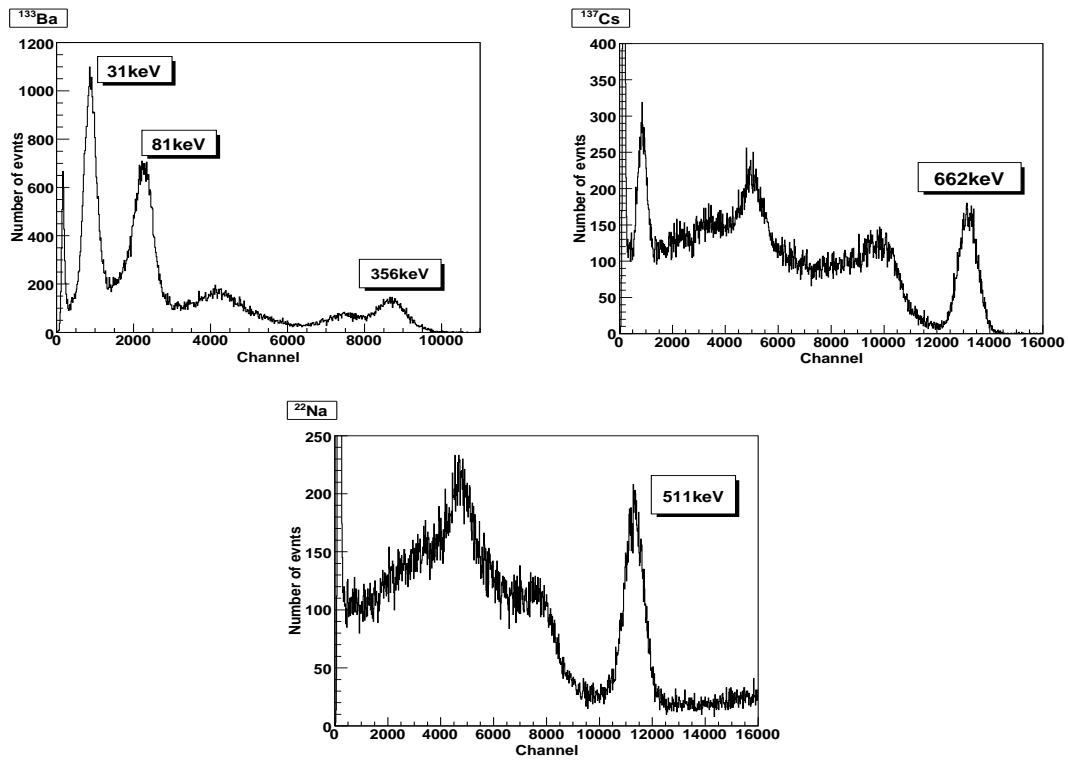 ¹³³Ba
1200
1000
800
600
400
200
0
Number of evnts
31keV
81keV
356keV
0 2000 4000 6000 8000 10000
Channel
¹³⁷Cs
400
350
300
250
200
150
100
50
0
Number of evnts
662keV
0 2000 4000 6000 8000 10000 12000 14000 16000
Channel
²²Na
250
200
150
100
50
0
Number of evnts
511keV
0 2000 4000 6000 8000 10000 12000 14000 16000
Channel